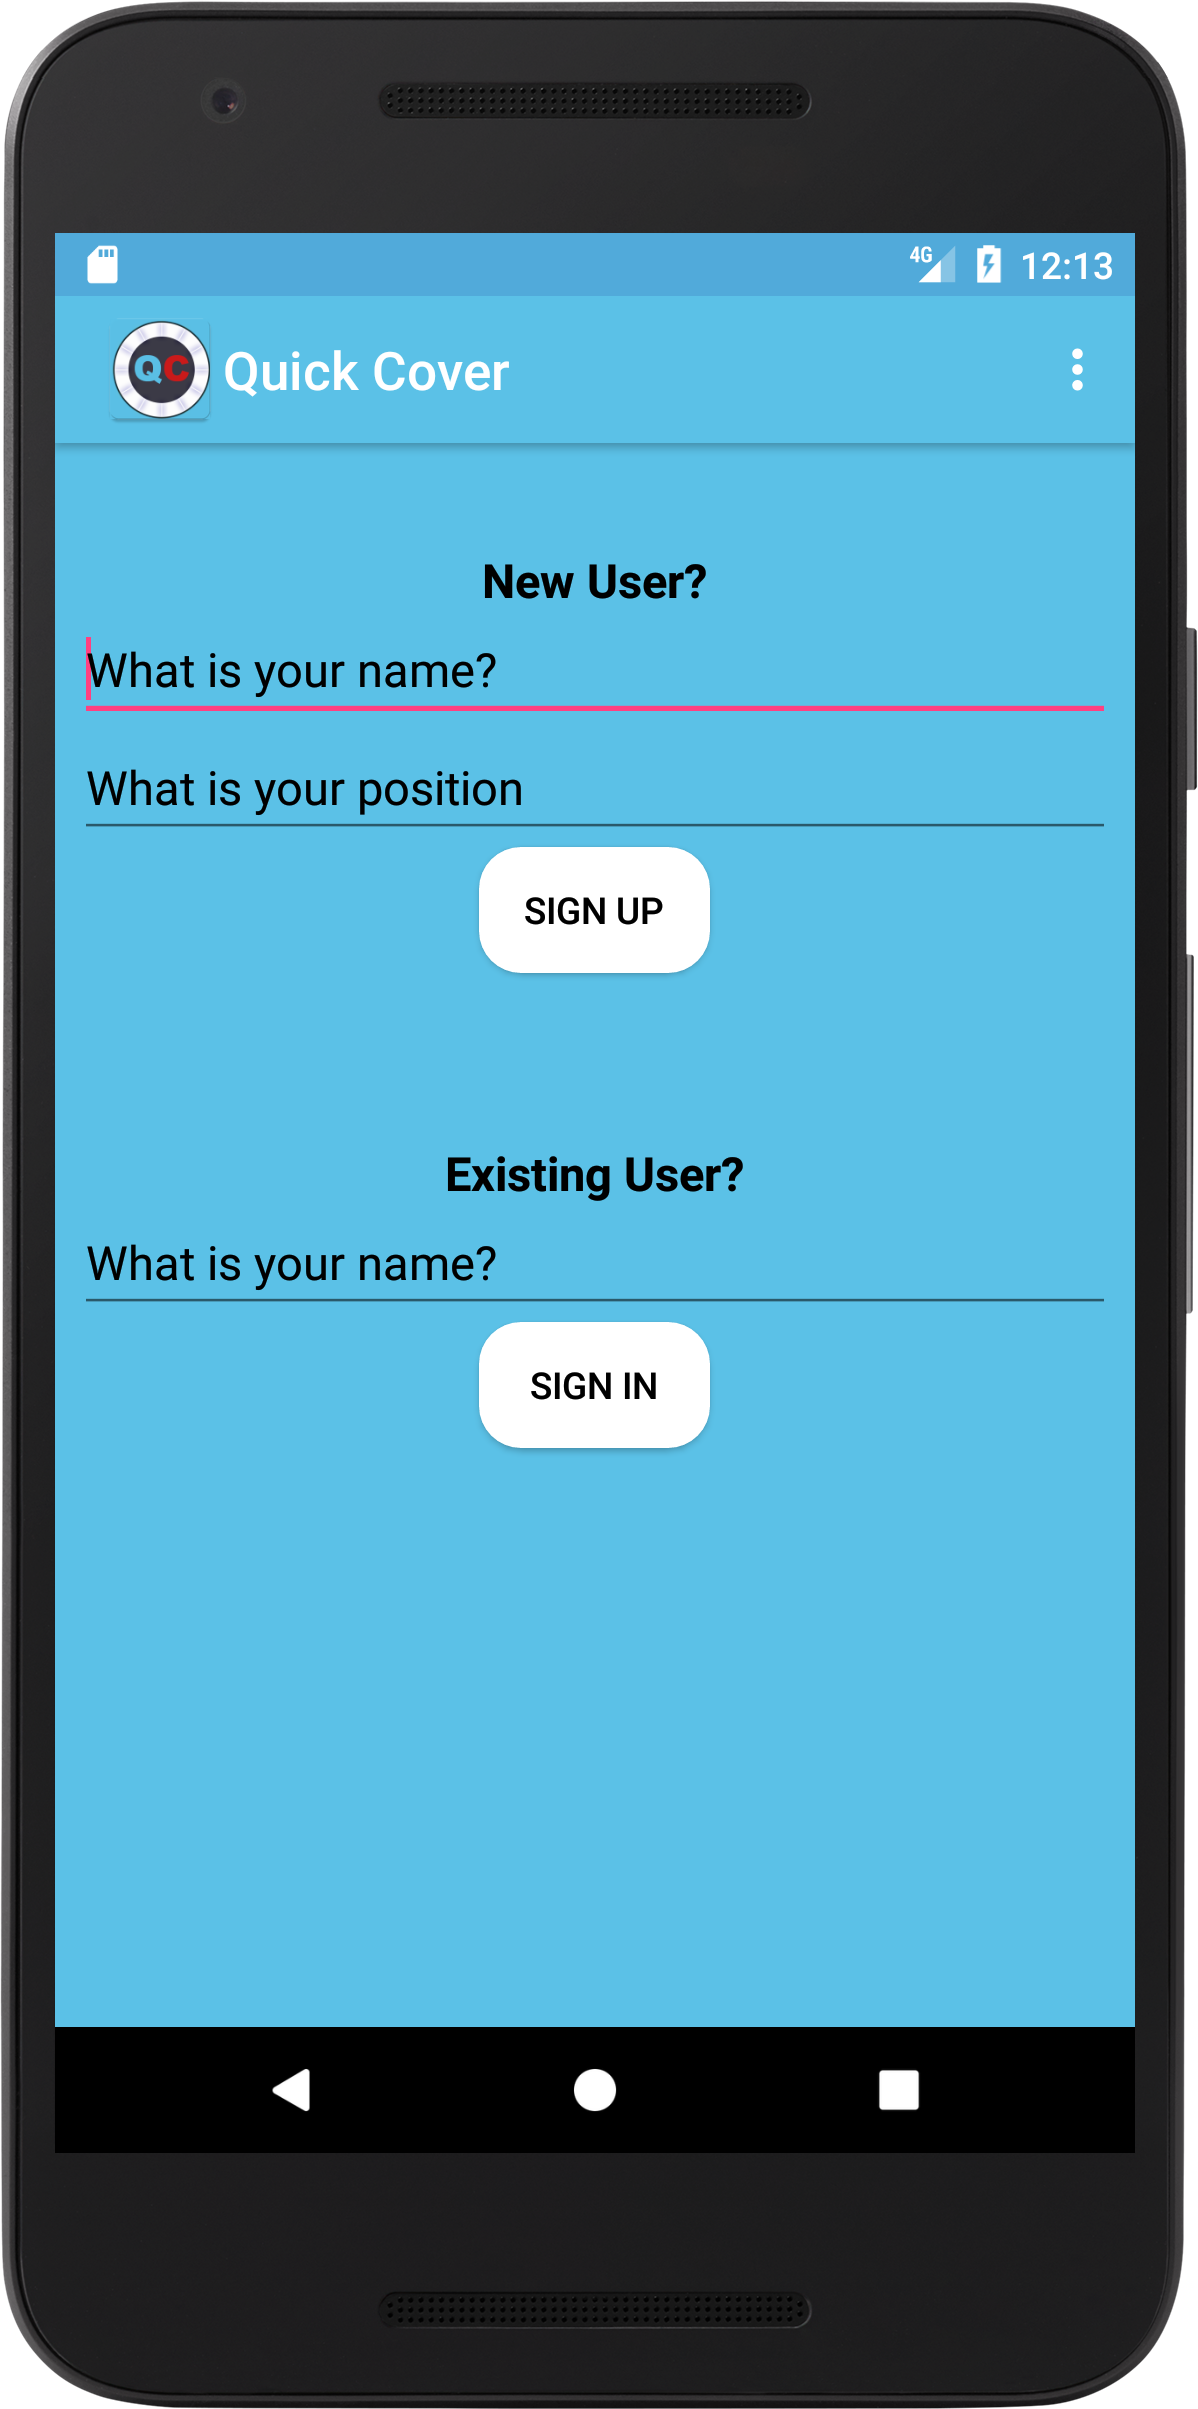 4G 12:13
QC Quick Cover
New User?
What is your name?
What is your position
SIGN UP
Existing User?
What is your name?
SIGN IN